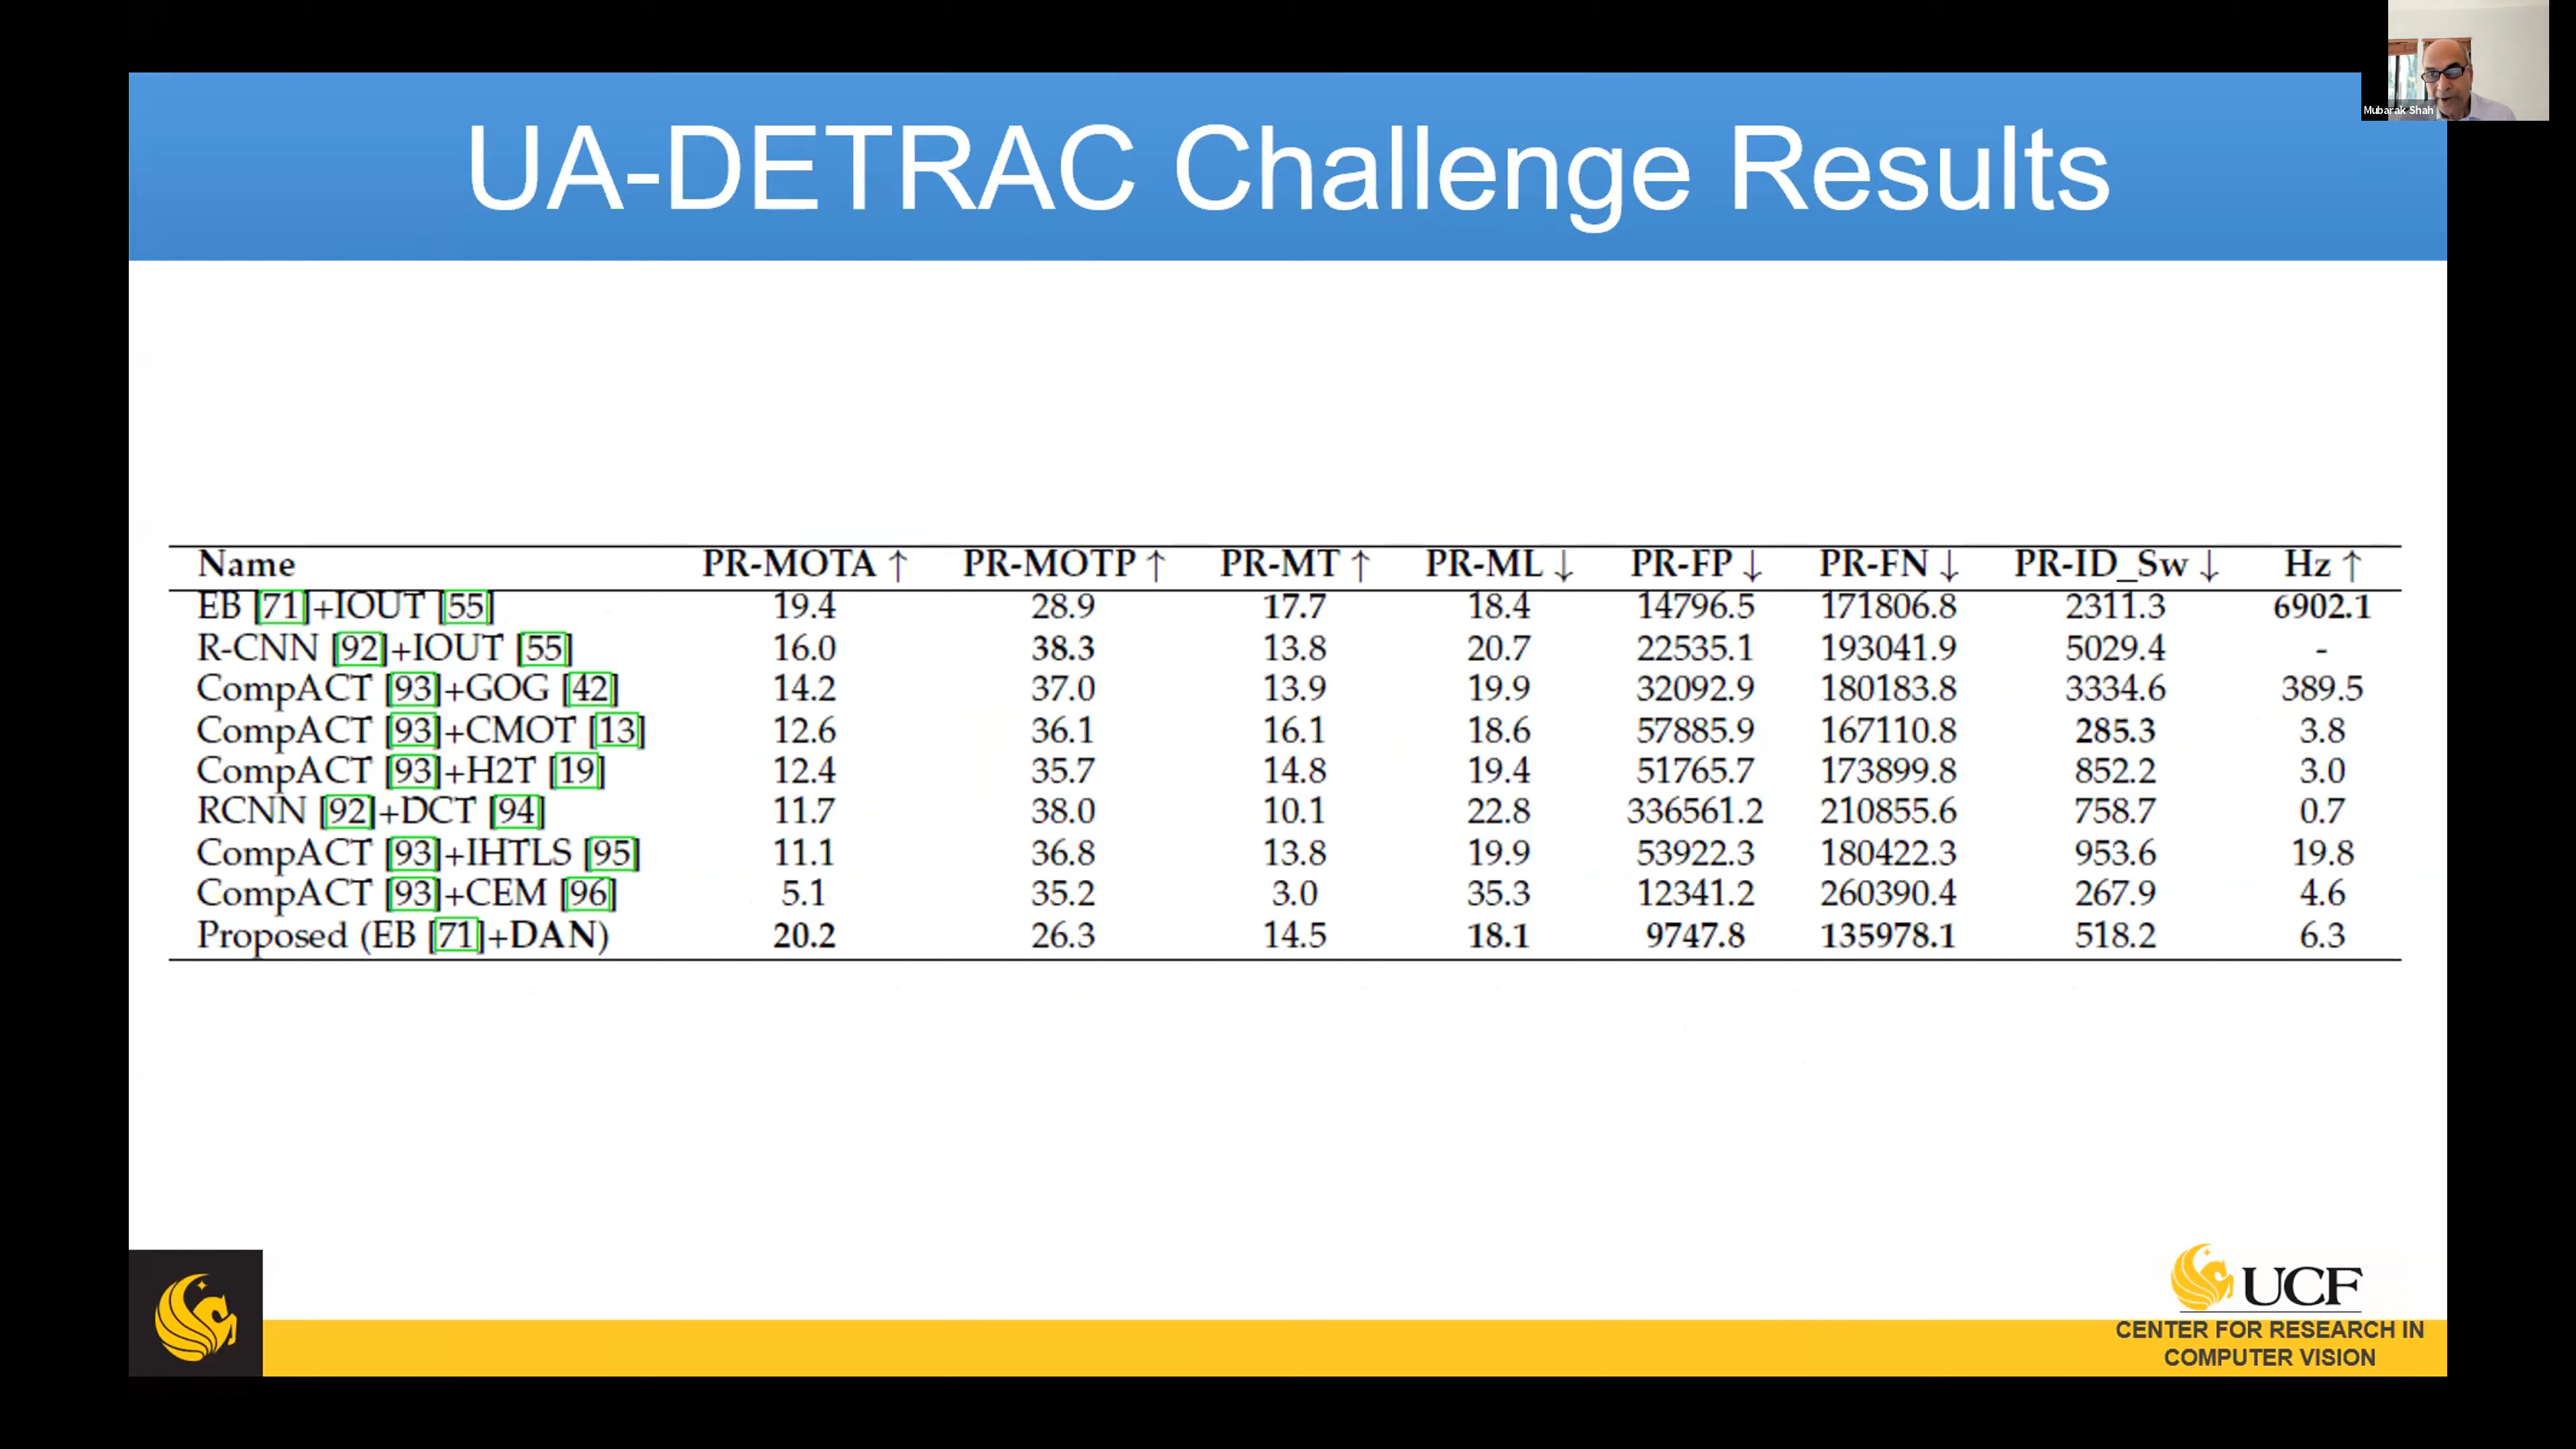 Mubarak Shah
UA-DETRAC Challenge Results
Name PR-MOTA ↑ PR-MOTP ↑ PR-MT ↑ PR-ML ↓ PR-FP ↓ PR-FN ↓ PR-ID_Sw ↓ Hz ↑
EB [71]+IOUT [55] 19.4 28.9 17.7 18.4 14796.5 171806.8 2311.3 6902.1
R-CNN [92]+IOUT [55] 16.0 38.3 13.8 20.7 22535.1 193041.9 5029.4 -
CompACT [93]+GOG [42] 14.2 37.0 13.9 19.9 32092.9 180183.8 3334.6 389.5
CompACT [93]+CMOT [13] 12.6 36.1 16.1 18.6 57885.9 167110.8 285.3 3.8
CompACT [93]+H2T [19] 12.4 35.7 14.8 19.4 51765.7 173899.8 852.2 3.0
RCNN [92]+DCT [94] 11.7 38.0 10.1 22.8 336561.2 210855.6 758.7 0.7
CompACT [93]+IHTLS [95] 11.1 36.8 13.8 19.9 53922.3 180422.3 953.6 19.8
CompACT [93]+CEM [96] 5.1 35.2 3.0 35.3 12341.2 260390.4 267.9 4.6
Proposed (EB [71]+DAN) 20.2 26.3 14.5 18.1 9747.8 135978.1 518.2 6.3
UCF
CENTER FOR RESEARCH IN
COMPUTER VISION